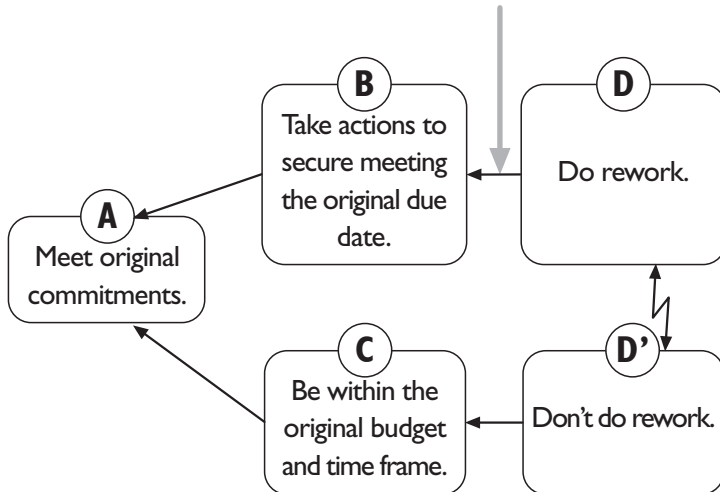 B
Take actions to
secure meeting
the original due
date.
D
Do rework.
A
Meet original
commitments.
C
Be within the
original budget
and time frame.
D’
Don’t do rework.